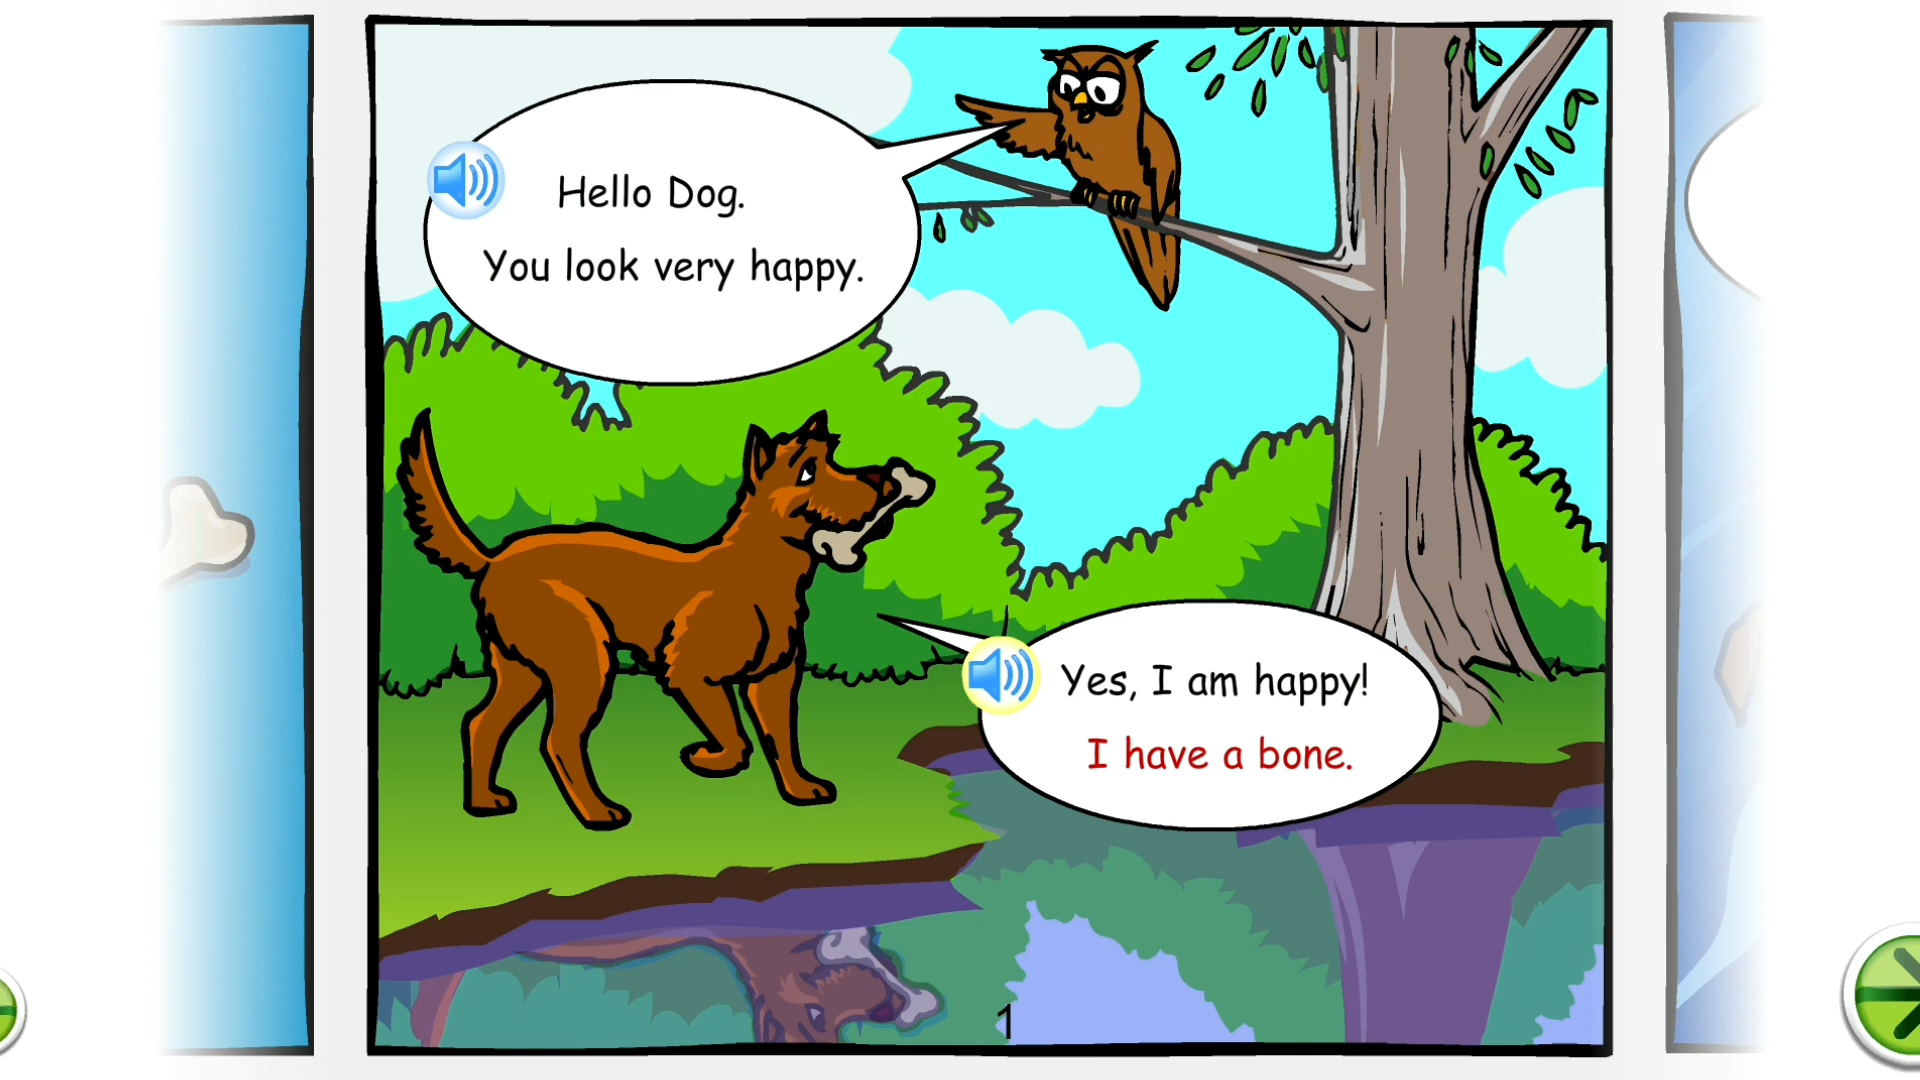 Hello Dog.
You look very happy.
Yes, I am happy!
I have a bone.
1